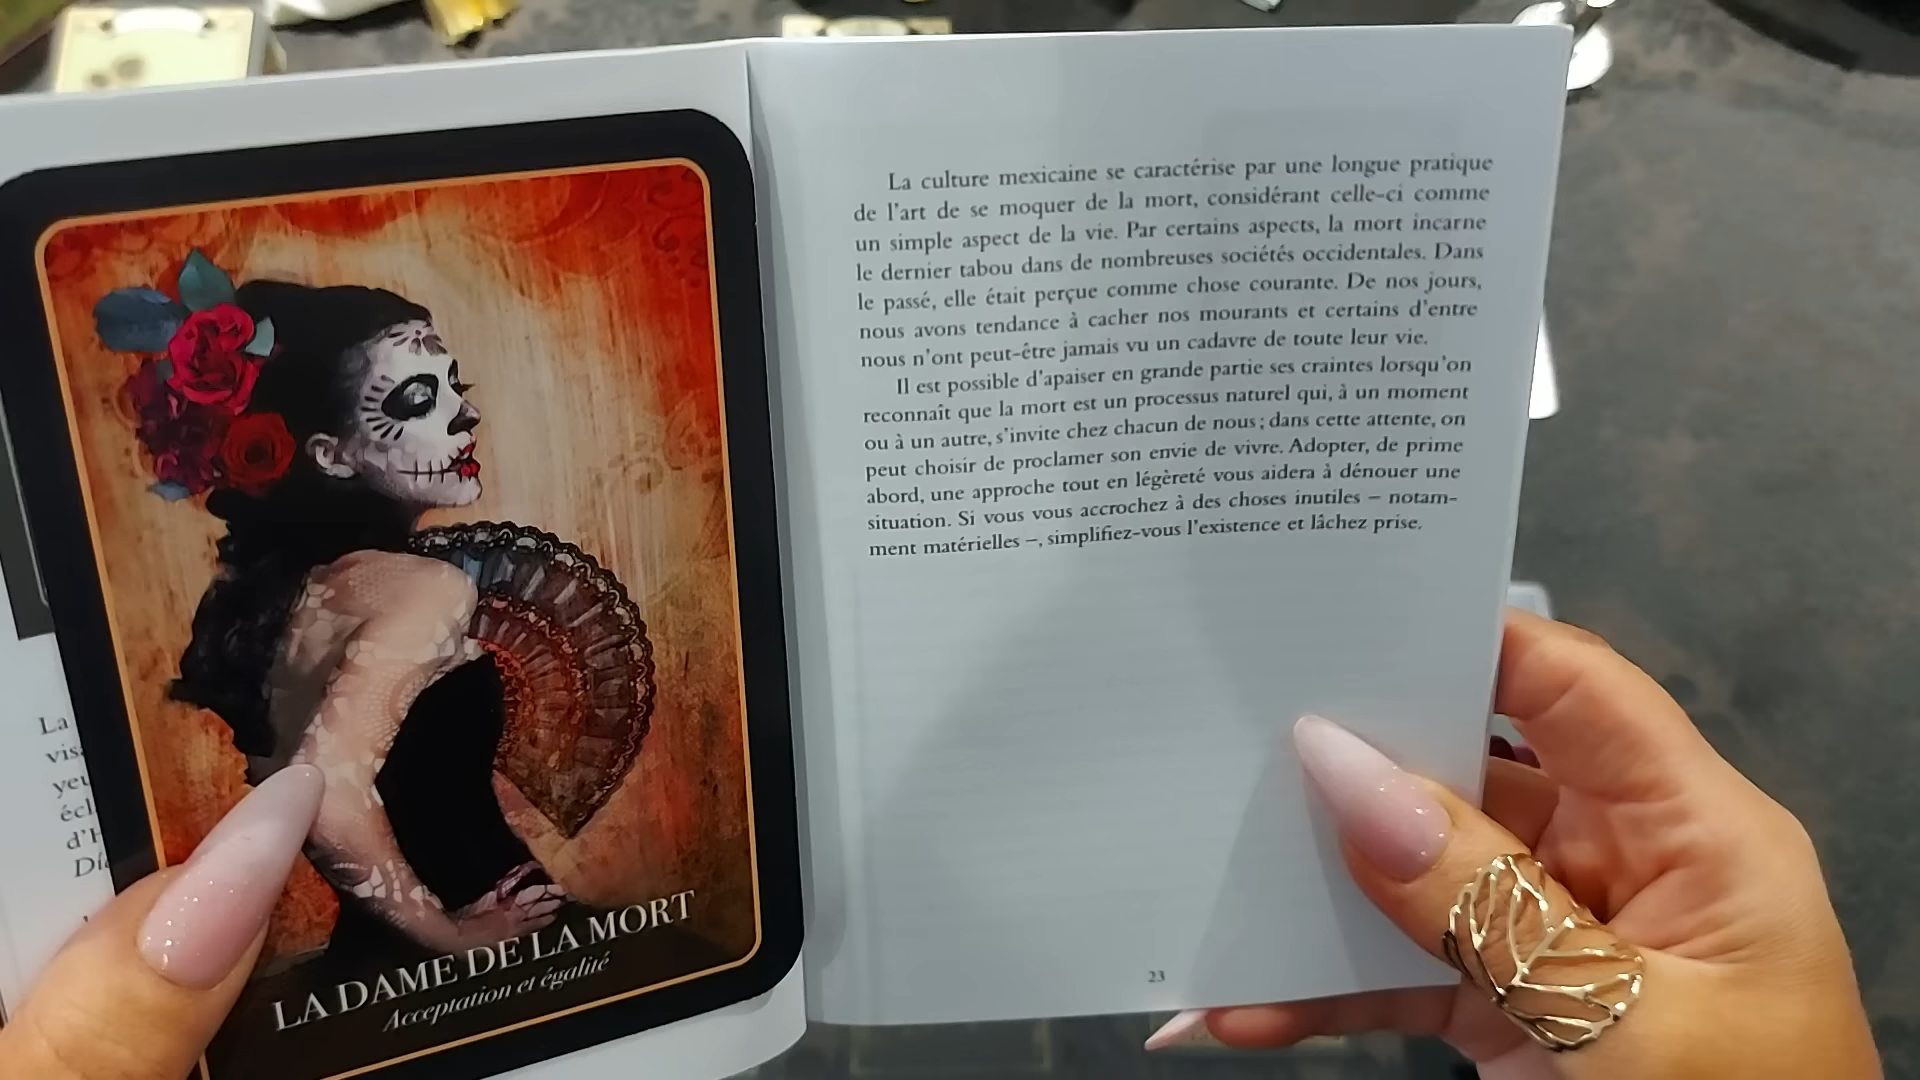 La
écl
d'H
LA DAME DE LA MORT
Acceptation et égalité
La culture mexicaine se caractérise par une longue pratique
de l'art de se moquer de la mort, considérant celle-ci comme
un simple aspect de la vie. Par certains aspects, la mort incarne
le dernier tabou dans de nombreuses sociétés occidentales. Dans
le passé, elle était perçue comme chose courante. De nos jours,
nous avons tendance à cacher nos mourants et certains d'entre
nous n'ont peut-être jamais vu un cadavre de toute leur vie.
Il est possible d'apaiser en grande partie ses craintes lorsqu'on
reconnaît que la mort est un processus naturel qui, à un moment
ou à un autre, s'invite chez chacun de nous ; dans cette attente, on
peut choisir de proclamer son envie de vivre. Adopter, de prime
abord, une approche tout en légèreté vous aidera à dénouer une
situation. Si vous vous accrochez à des choses inutiles – notam-
ment matérielles –, simplifiez-vous l'existence et lâchez prise.
23